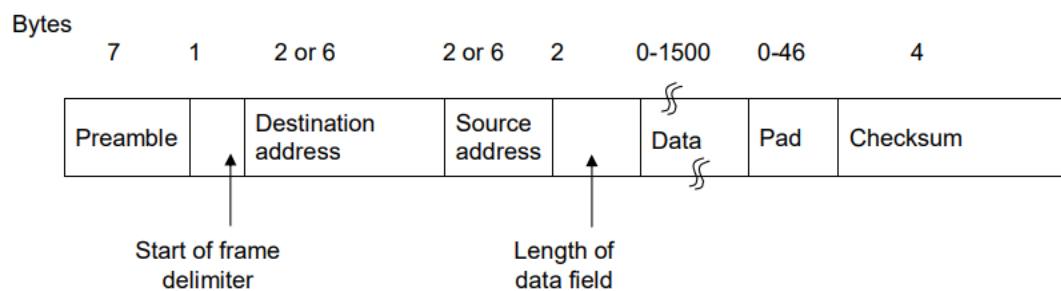 Bytes
7 1 2 or 6 2 or 6 2 0-1500 0-46 4
Preamble
Destination
address
Source
address
Data
Pad
Checksum
Start of frame
delimiter
Length of
data field